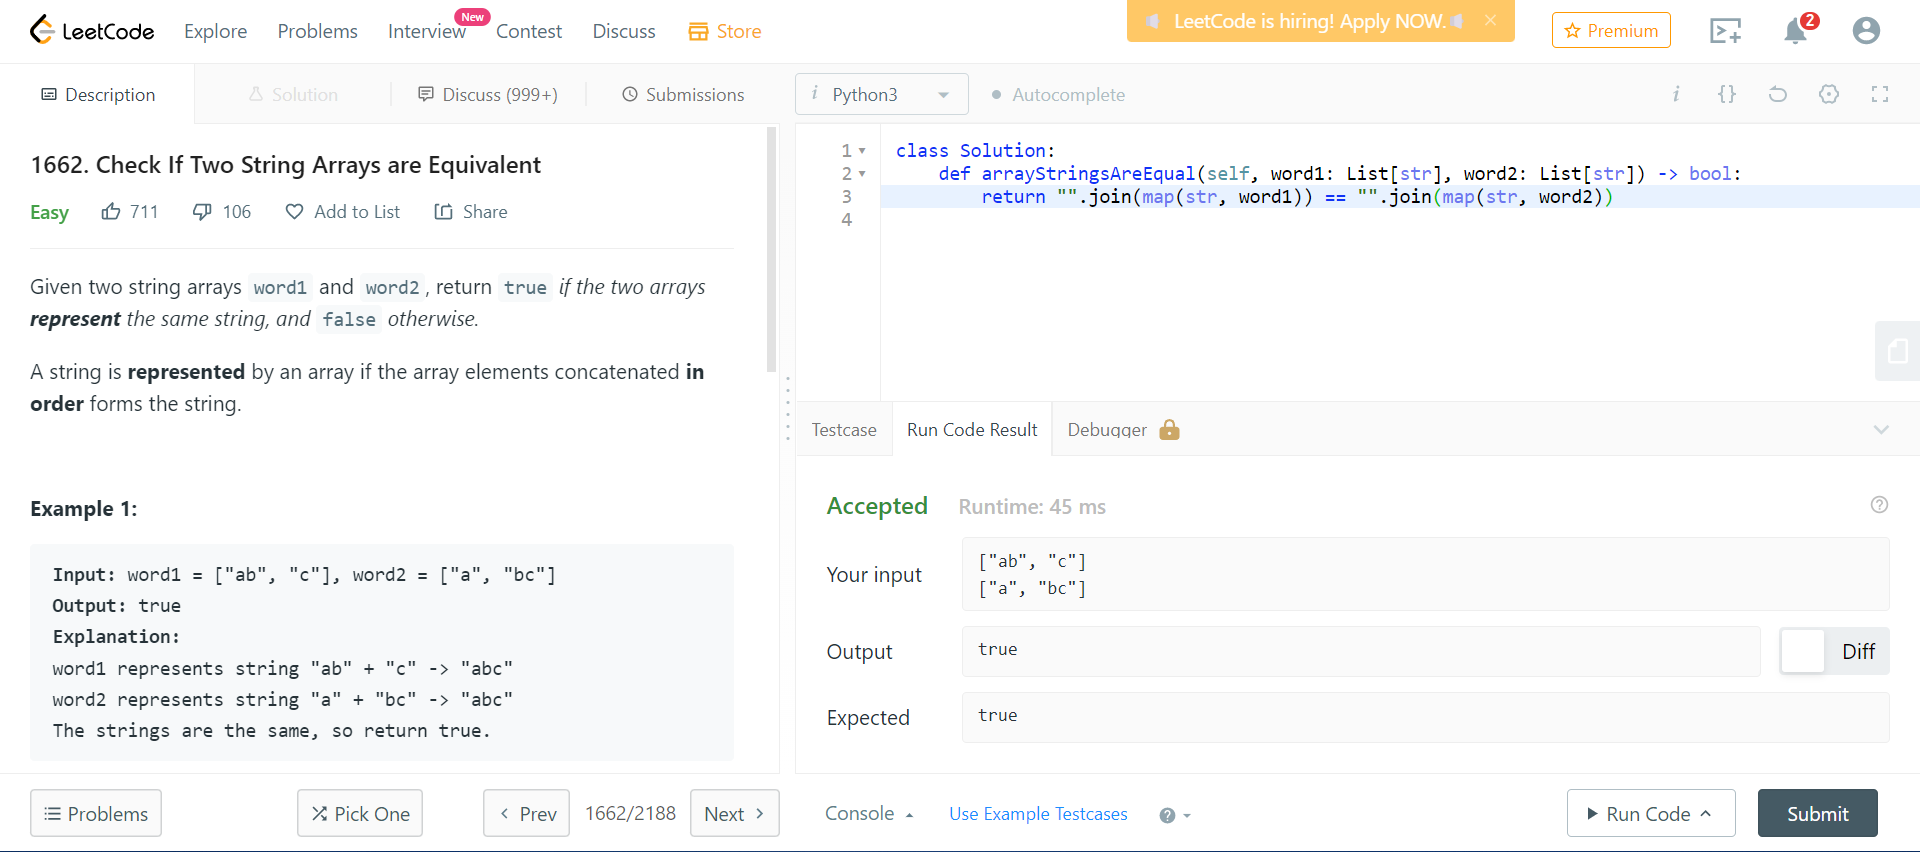 LeetCode Explore Problems Interview New Contest Discuss Store LeetCode is hiring! Apply NOW. Premium 2
Description Solution Discuss (999+) Submissions i Python3 Autocomplete i {}
1662. Check If Two String Arrays are Equivalent
Easy 711 106 Add to List Share
Given two string arrays word1 and word2, return true if the two arrays
represent the same string, and false otherwise.
A string is represented by an array if the array elements concatenated in
order forms the string.
Example 1:
Input: word1 = ["ab", "c"], word2 = ["a", "bc"]
Output: true
Explanation:
word1 represents string "ab" + "c" -> "abc"
word2 represents string "a" + "bc" -> "abc"
The strings are the same, so return true.
Problems Pick One Prev 1662/2188 Next
1 class Solution:
2 def arrayStringsAreEqual(self, word1: List[str], word2: List[str]) -> bool:
3 return "".join(map(str, word1)) == "".join(map(str, word2))
4
Testcase Run Code Result Debugger
Accepted Runtime: 45 ms
Your input
["ab", "c"]
["a", "bc"]
Output true Diff
Expected true
Console Use Example Testcases Run Code Submit